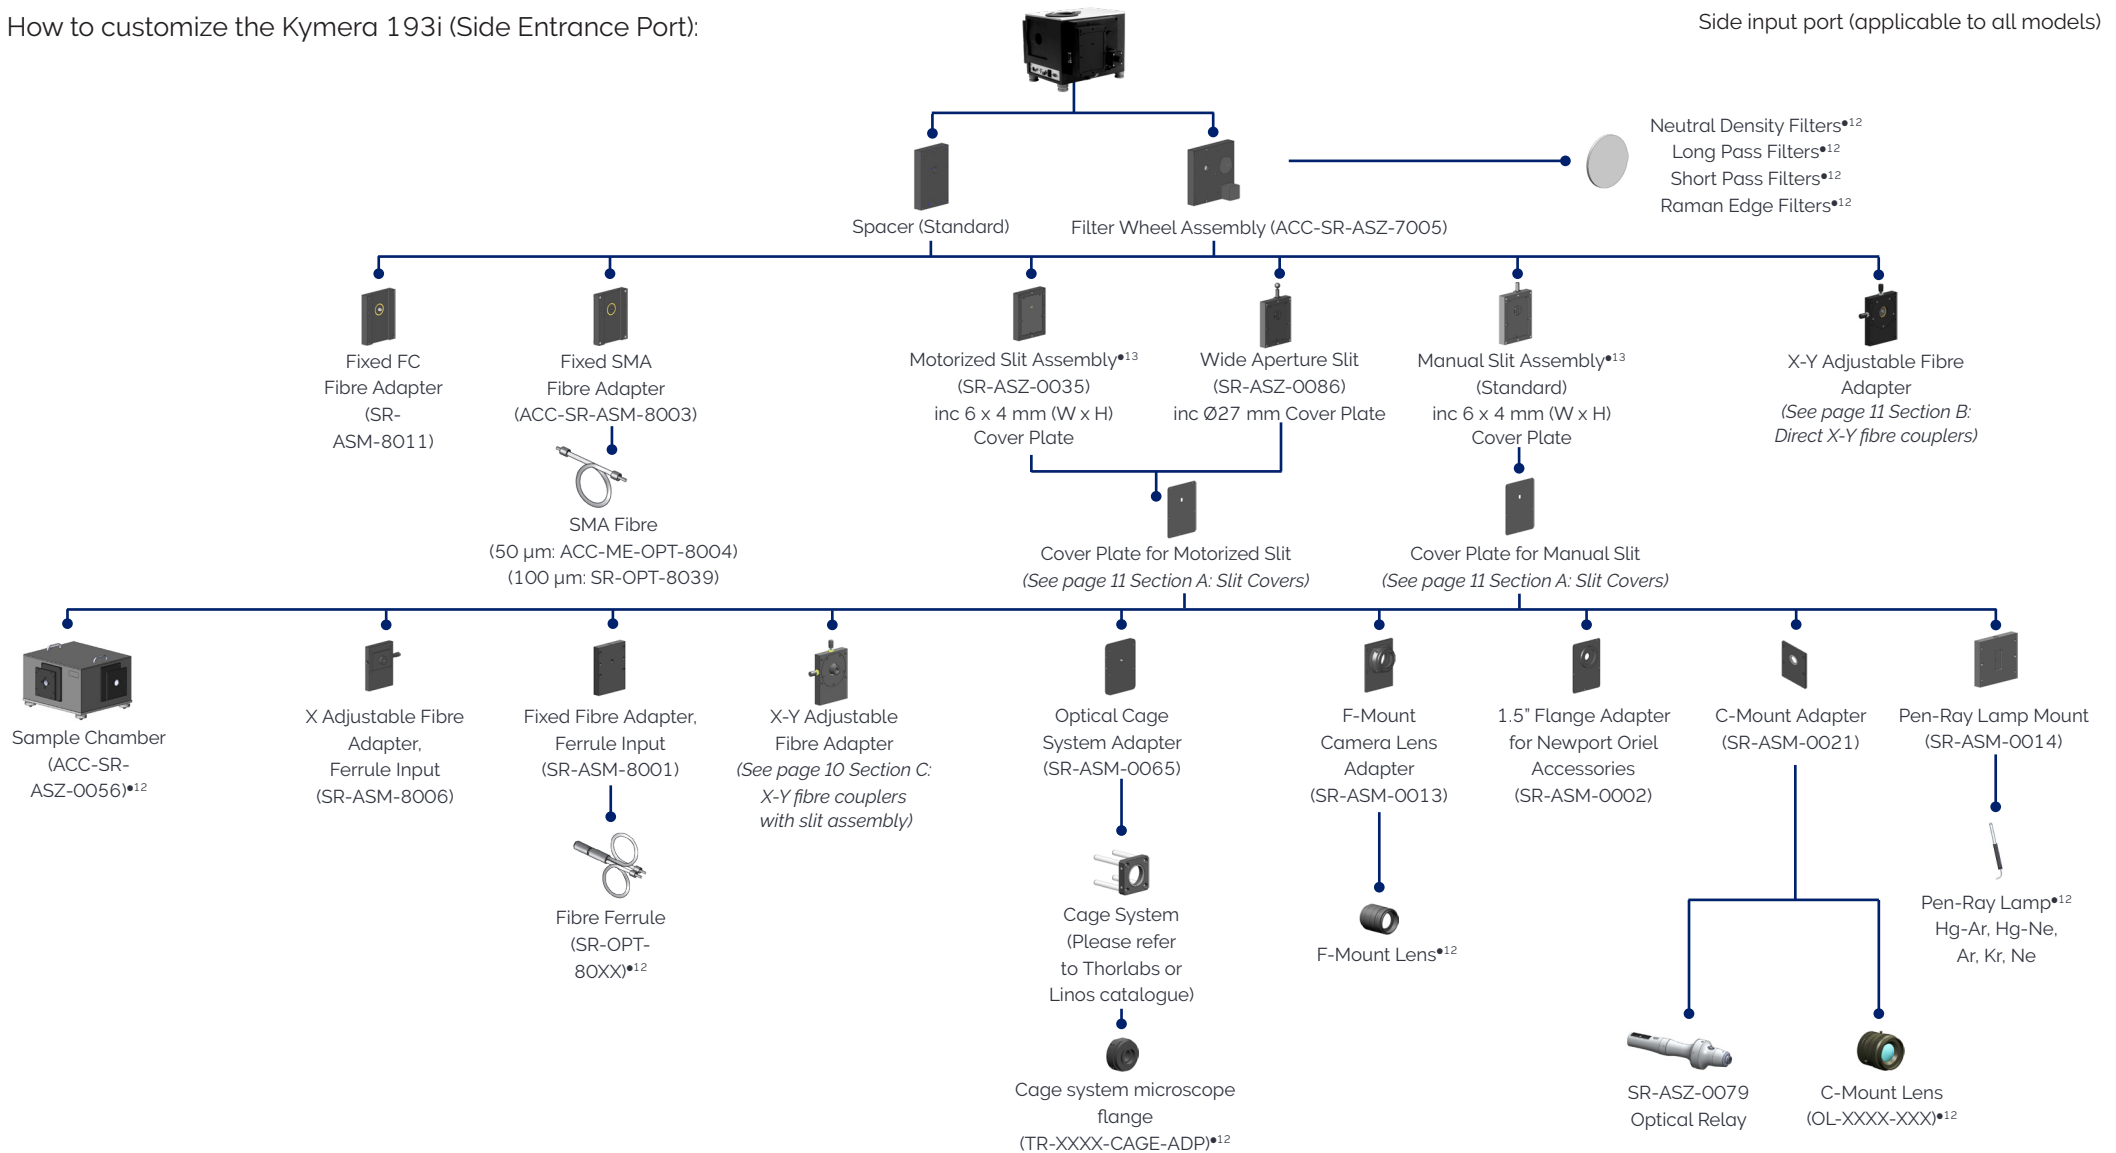 How to customize the Kymera 193i (Side Entrance Port):
Side input port (applicable to all models)
Neutral Density Filters•12
Long Pass Filters•12
Short Pass Filters•12
Raman Edge Filters•12
Spacer (Standard)
Filter Wheel Assembly (ACC-SR-ASZ-7005)
Fixed FC
Fibre Adapter
(SR-
ASM-8011)
Fixed SMA
Fibre Adapter
(ACC-SR-ASM-8003)
Motorized Slit Assembly•13
(SR-ASZ-0035)
inc 6 x 4 mm (W x H)
Cover Plate
Wide Aperture Slit
(SR-ASZ-0086)
inc Ø27 mm Cover Plate
Manual Slit Assembly•13
(Standard)
inc 6 x 4 mm (W x H)
Cover Plate
X-Y Adjustable Fibre
Adapter
(See page 11 Section B:
Direct X-Y fibre couplers)
SMA Fibre
(50 µm: ACC-ME-OPT-8004)
(100 µm: SR-OPT-8039)
Cover Plate for Motorized Slit
(See page 11 Section A: Slit Covers)
Cover Plate for Manual Slit
(See page 11 Section A: Slit Covers)
Sample Chamber
(ACC-SR-
ASZ-0056)•12
X Adjustable Fibre
Adapter,
Ferrule Input
(SR-ASM-8006)
Fixed Fibre Adapter,
Ferrule Input
(SR-ASM-8001)
X-Y Adjustable
Fibre Adapter
(See page 10 Section C:
X-Y fibre couplers
with slit assembly)
Optical Cage
System Adapter
(SR-ASM-0065)
F-Mount
Camera Lens
Adapter
(SR-ASM-0013)
1.5" Flange Adapter
for Newport Oriel
Accessories
(SR-ASM-0002)
C-Mount Adapter
(SR-ASM-0021)
Pen-Ray Lamp Mount
(SR-ASM-0014)
Fibre Ferrule
(SR-OPT-
80XX)•12
Cage System
(Please refer
to Thorlabs or
Linos catalogue)
F-Mount Lens•12
Pen-Ray Lamp•12
Hg-Ar, Hg-Ne,
Ar, Kr, Ne
Cage system microscope
flange
(TR-XXXX-CAGE-ADP)•12
SR-ASZ-0079
Optical Relay
C-Mount Lens
(OL-XXXX-XXX)•12